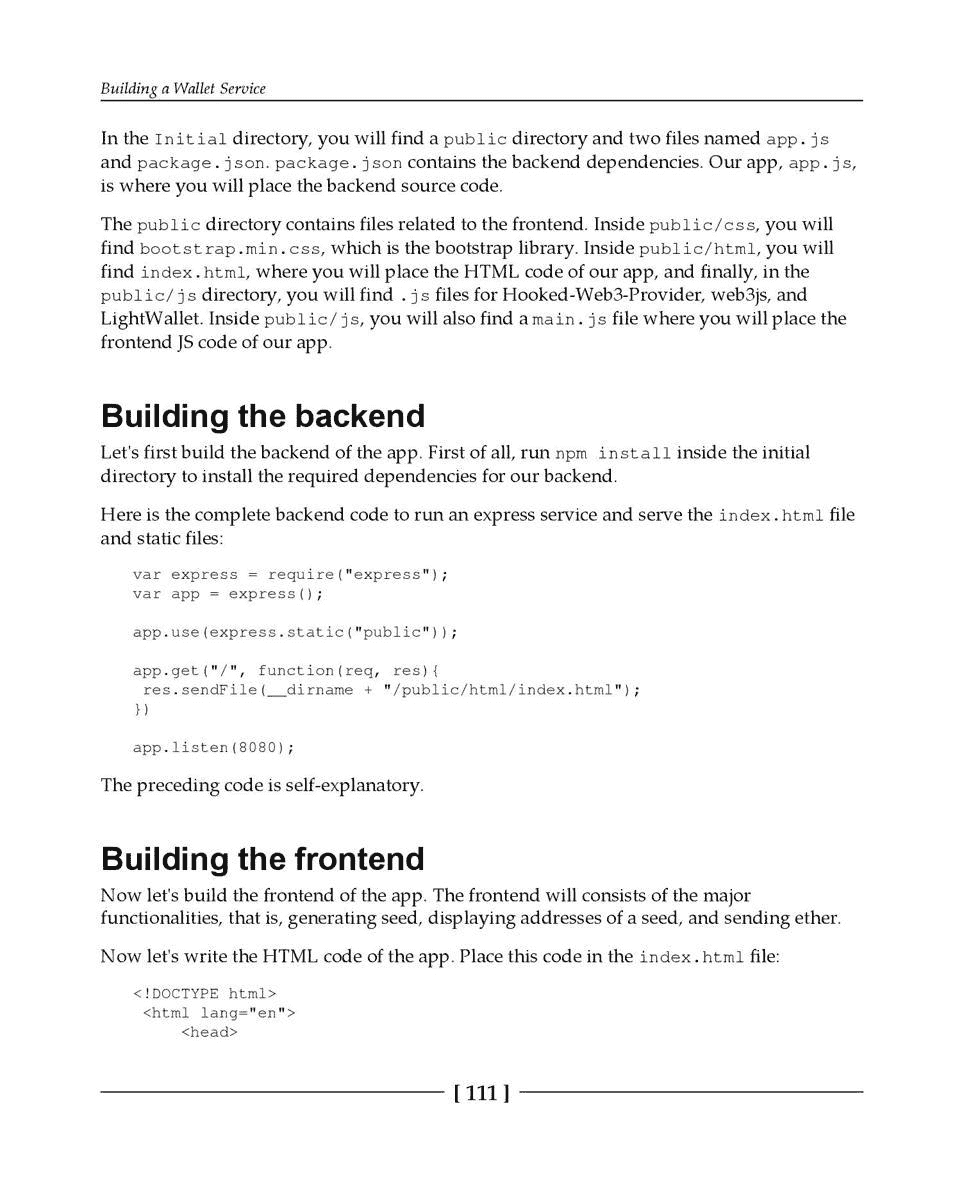 Building a Wallet Service
In the Initial directory, you will find a public directory and two files named app.js
and package.json. package.json contains the backend dependencies. Our app, app.js,
is where you will place the backend source code.
The public directory contains files related to the frontend. Inside public/css, you will
find bootstrap.min.css, which is the bootstrap library. Inside public/html, you will
find index.html, where you will place the HTML code of our app, and finally, in the
public/js directory, you will find .js files for Hooked-Web3-Provider, web3js, and
LightWallet. Inside public/js, you will also find a main.js file where you will place the
frontend JS code of our app.
Building the backend
Let's first build the backend of the app. First of all, run npm install inside the initial
directory to install the required dependencies for our backend.
Here is the complete backend code to run an express service and serve the index.html file
and static files:
var express = require("express");
var app = express();
app.use(express.static("public"));
app.get("/", function(req, res){
 res.sendFile(__dirname + "/public/html/index.html");
})
app.listen(8080);
The preceding code is self-explanatory.
Building the frontend
Now let's build the frontend of the app. The frontend will consists of the major
functionalities, that is, generating seed, displaying addresses of a seed, and sending ether.
Now let's write the HTML code of the app. Place this code in the index.html file:
<!DOCTYPE html>
 <html lang="en">
     <head>
[ 111 ]